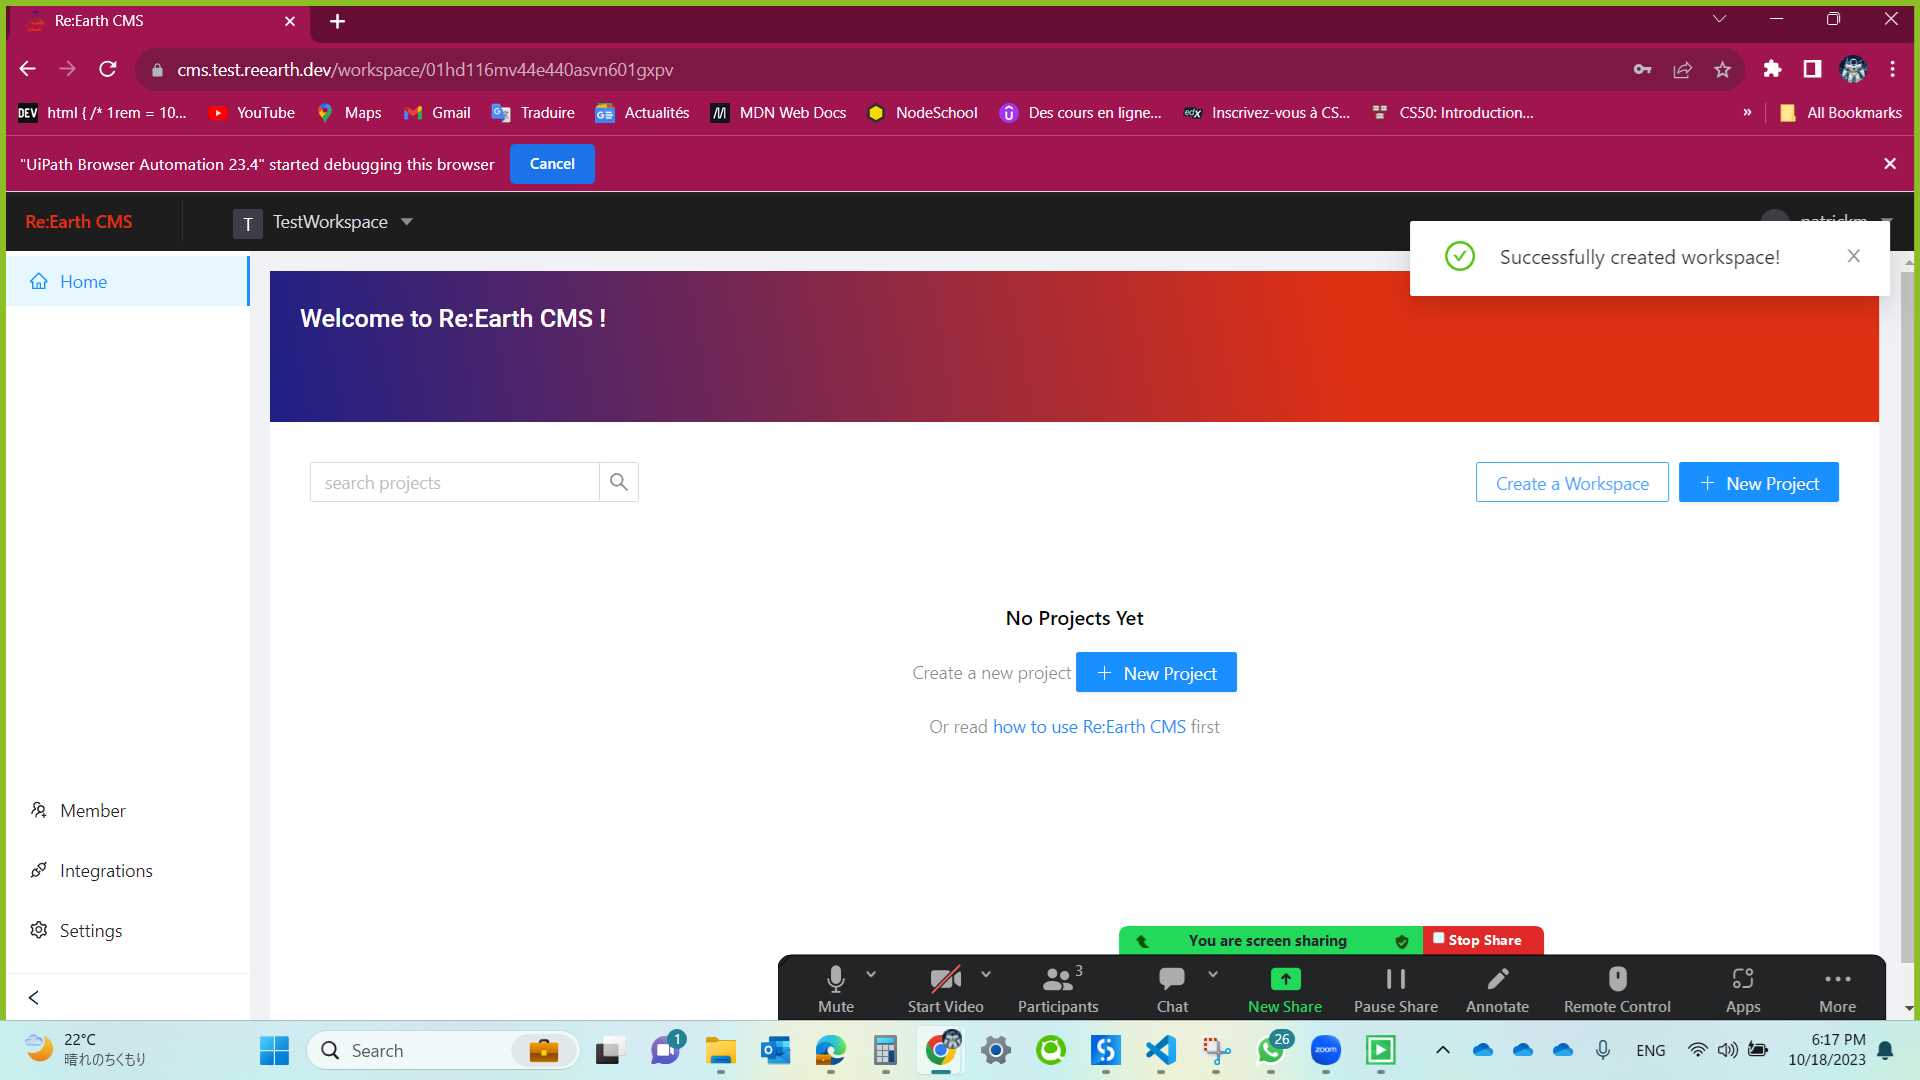 Re:Earth CMS
cms.test.reearth.dev/workspace/01hd116mv44e440asvn601gxpv
DEV html { /* 1rem = 10... YouTube Maps Gmail Traduire Actualités MDN Web Docs NodeSchool Des cours en ligne... edX Inscrivez-vous à CS... CS50: Introduction... » All Bookmarks
"UiPath Browser Automation 23.4" started debugging this browser Cancel
Re:Earth CMS T TestWorkspace patrickm
Successfully created workspace!
Home
Welcome to Re:Earth CMS !
search projects
Create a Workspace + New Project
No Projects Yet
Create a new project + New Project
Or read how to use Re:Earth CMS first
Member
Integrations
Settings
You are screen sharing Stop Share
3
Mute Start Video Participants Chat New Share Pause Share Annotate Remote Control Apps More
22°C
晴れのちくもり
Search
1
26
zoom
ENG
6:17 PM
10/18/2023